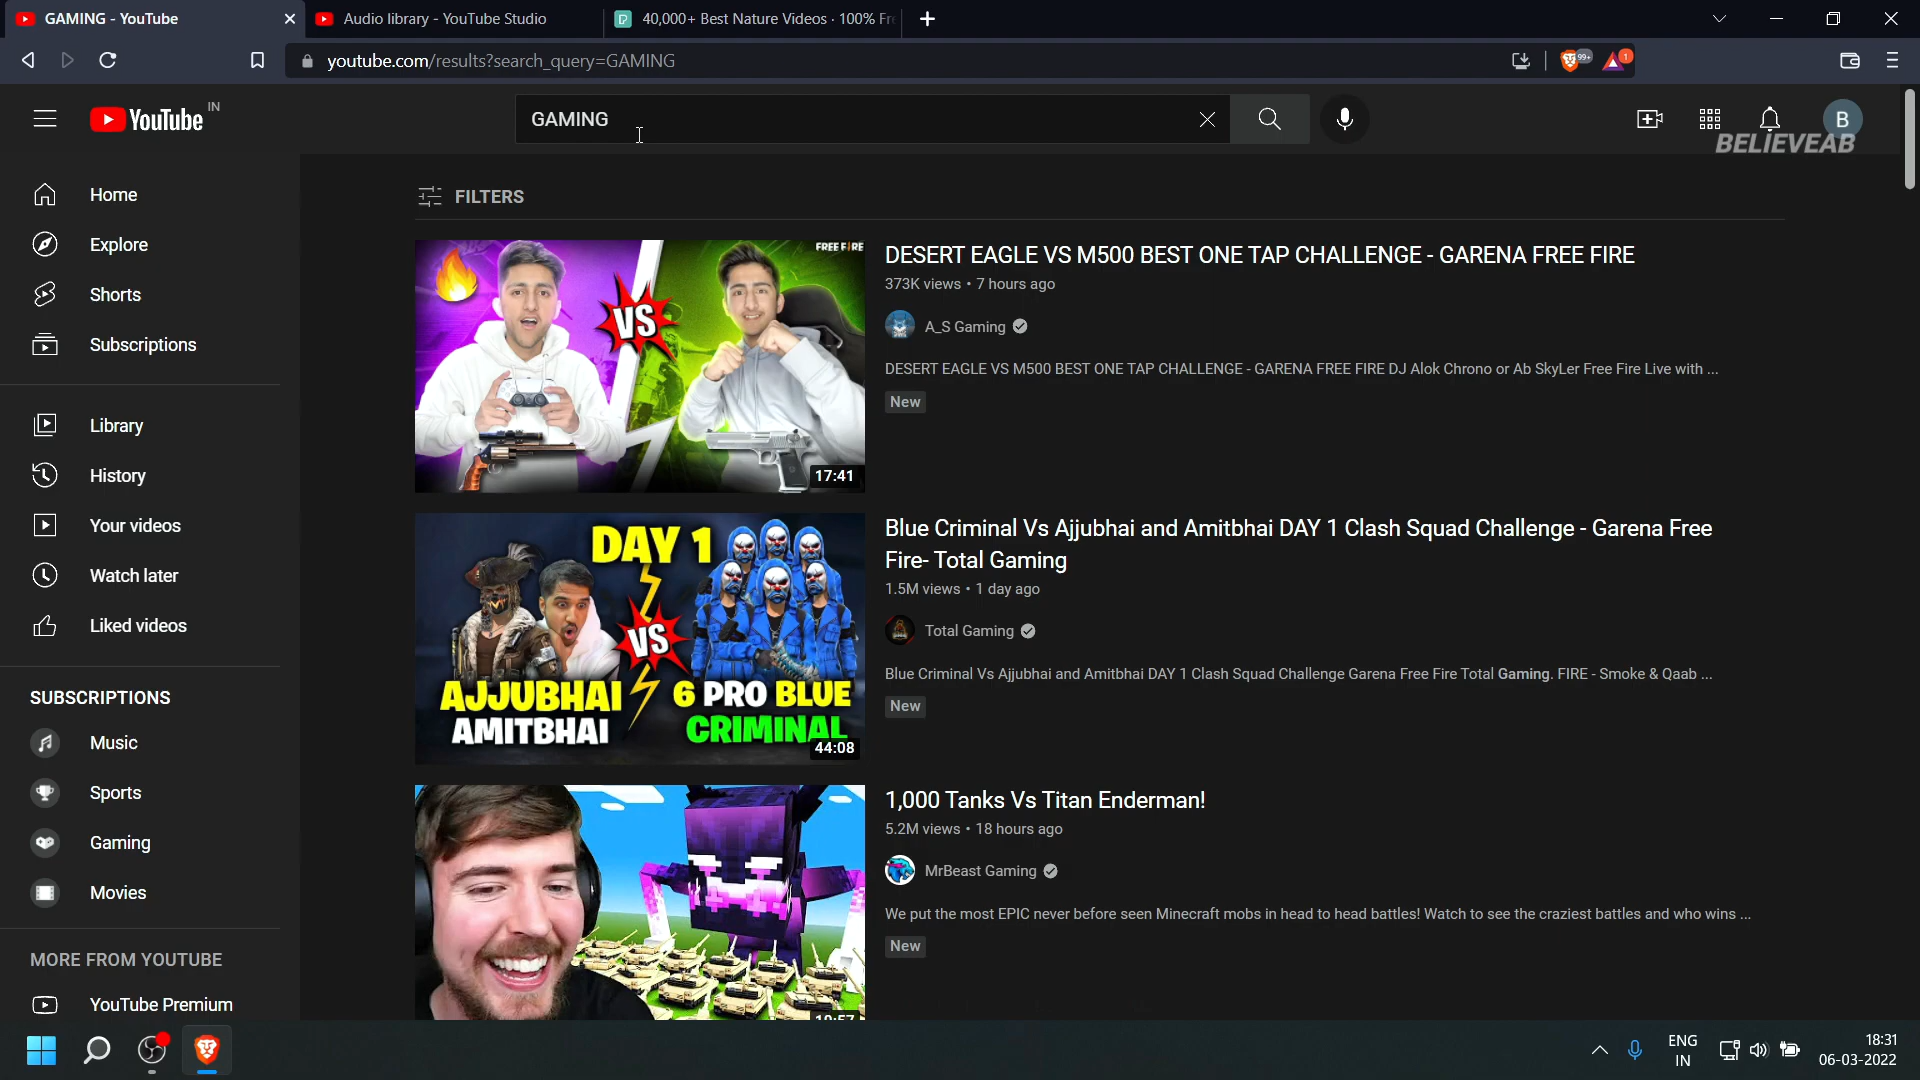 GAMING - YouTube
Audio library - YouTube Studio
40,000+ Best Nature Videos · 100% Fre
youtube.com/results?search_query=GAMING
99+
1
YouTube IN
GAMING
B
BELIEVEAB
Home
Explore
Shorts
Subscriptions
Library
History
Your videos
Watch later
Liked videos
SUBSCRIPTIONS
Music
Sports
Gaming
Movies
MORE FROM YOUTUBE
YouTube Premium
FILTERS
FREE FIRE
VS
17:41
DESERT EAGLE VS M500 BEST ONE TAP CHALLENGE - GARENA FREE FIRE
373K views • 7 hours ago
A_S Gaming
DESERT EAGLE VS M500 BEST ONE TAP CHALLENGE - GARENA FREE FIRE DJ Alok Chrono or Ab SkyLer Free Fire Live with ...
New
DAY 1
VS
AJJUBHAI
AMITBHAI
6 PRO BLUE
CRIMINAL
44:08
Blue Criminal Vs Ajjubhai and Amitbhai DAY 1 Clash Squad Challenge - Garena Free
Fire- Total Gaming
1.5M views • 1 day ago
Total Gaming
Blue Criminal Vs Ajjubhai and Amitbhai DAY 1 Clash Squad Challenge Garena Free Fire Total Gaming. FIRE - Smoke & Qaab ...
New
10:57
1,000 Tanks Vs Titan Enderman!
5.2M views • 18 hours ago
MrBeast Gaming
We put the most EPIC never before seen Minecraft mobs in head to head battles! Watch to see the craziest battles and who wins ...
New
ENG
IN
18:31
06-03-2022